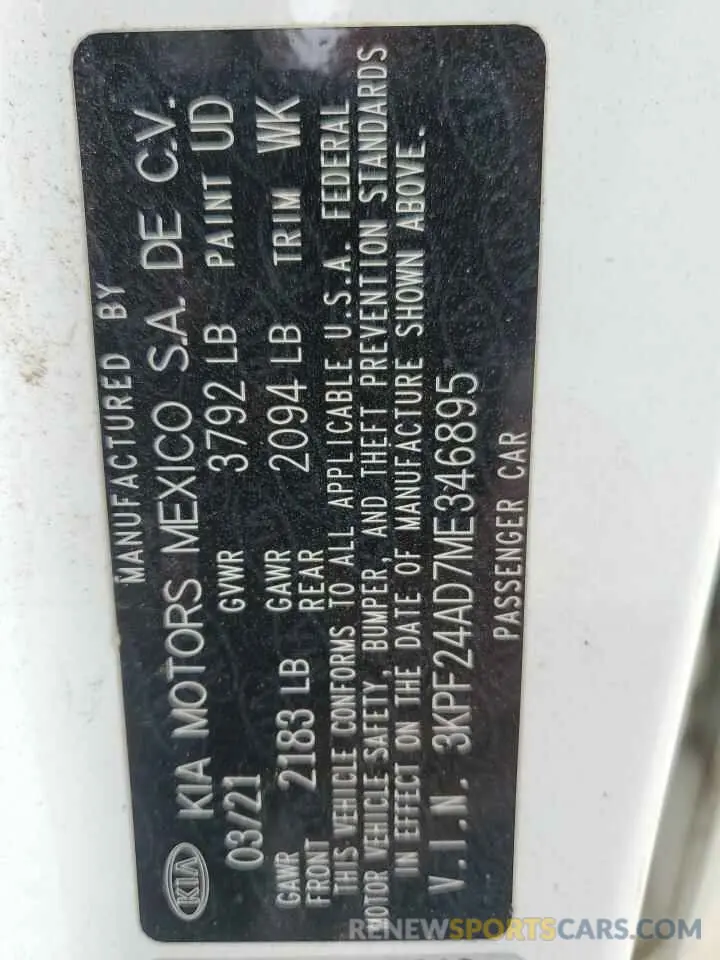 MANUFACTURED BY
KIA KIA MOTORS MEXICO S.A. DE C.V.
03/21 GVWR 3792 LB PAINT UD
GAWR FRONT 2183 LB GAWR REAR 2094 LB TRIM WK
THIS VEHICLE CONFORMS TO ALL APPLICABLE U.S.A. FEDERAL
MOTOR VEHICLE SAFETY, BUMPER, AND THEFT PREVENTION STANDARDS
IN EFFECT ON THE DATE OF MANUFACTURE SHOWN ABOVE.
V.I.N. 3KPF24AD7ME346895
PASSENGER CAR
RENEWSPORTSCARS.COM